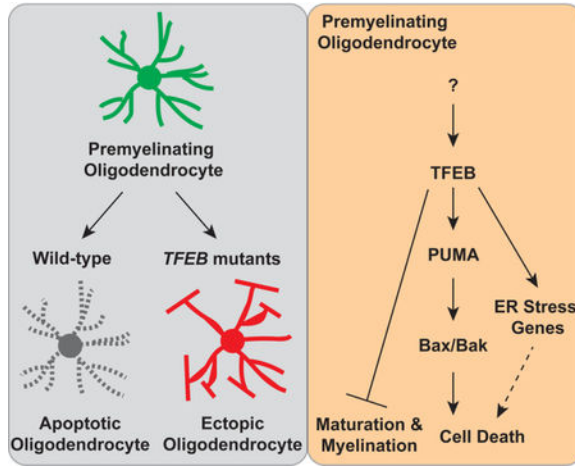 Premyelinating
Oligodendrocyte
Wild-type
TFEB mutants
Apoptotic
Oligodendrocyte
Ectopic
Oligodendrocyte
Premyelinating
Oligodendrocyte
?
TFEB
PUMA
ER Stress
Genes
Bax/Bak
Maturation &
Myelination
Cell Death